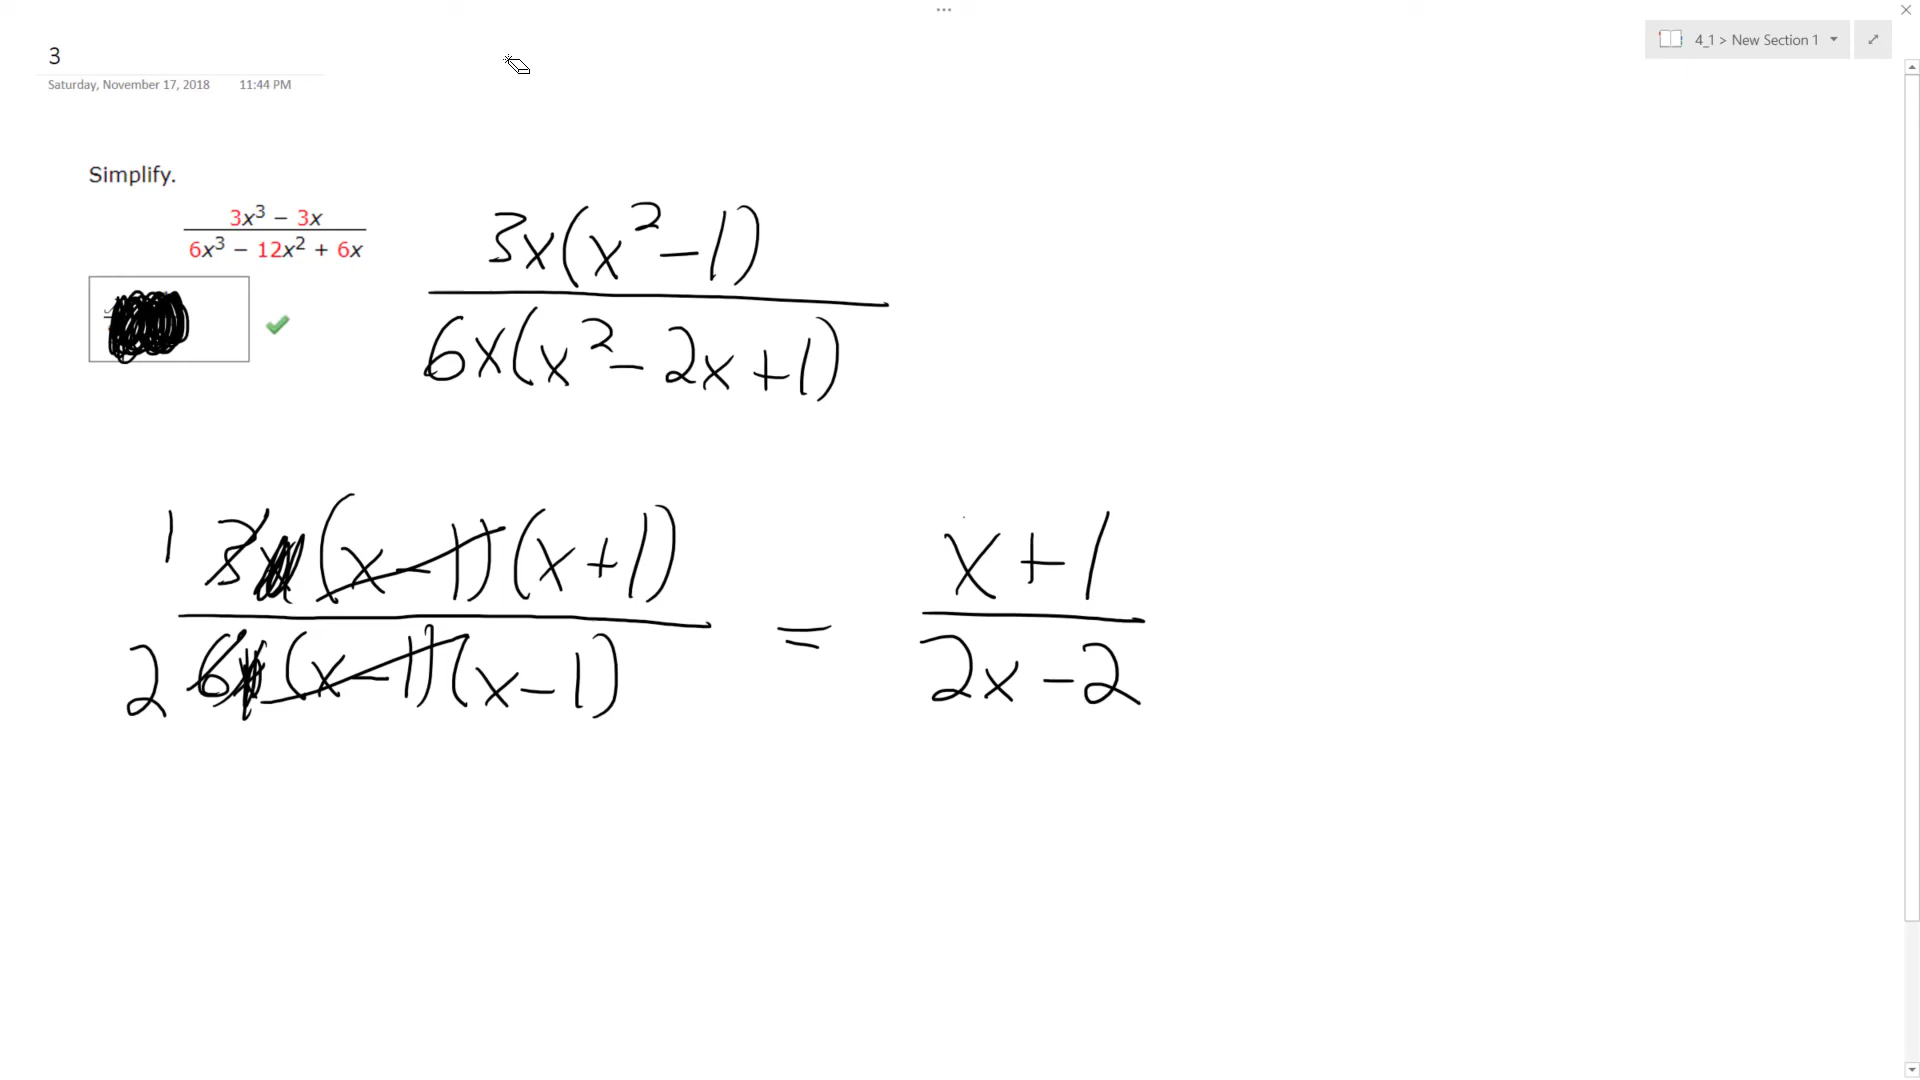 3
Saturday, November 17, 2018 11:44 PM
4_1 > New Section 1
Simplify.
3x³ − 3x
6x³ − 12x² + 6x
3x(x² − 1)
6x(x² − 2x + 1)
1 3x(x − 1)(x + 1)
2 6x(x − 1)(x − 1)
=
x + 1
2x − 2